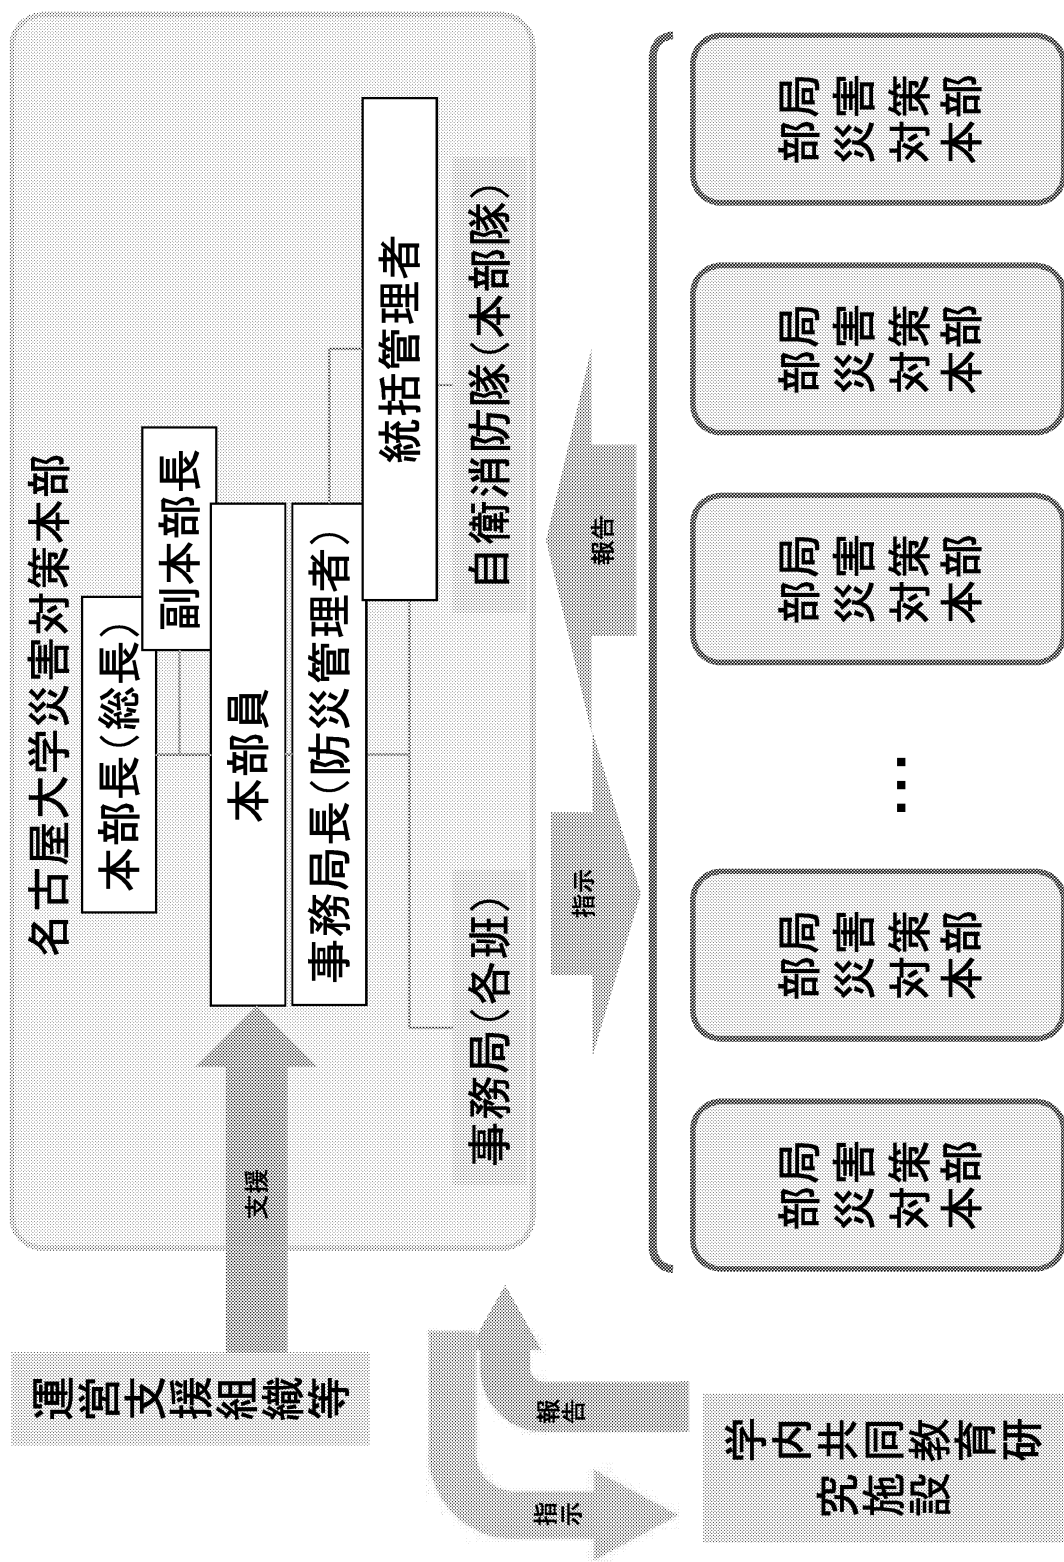 名古屋大学災害対策本部
本部長(総長)
副本部長
本部員
事務局長(防災管理者)
統括管理者
事務局(各班)
自衛消防隊(本部隊)
運営支援組織等
支援
指示
報告
学内共同教育研
究施設
指示
報告
部局
災害
対策
本部
部局
災害
対策
本部
…
部局
災害
対策
本部
部局
災害
対策
本部
部局
災害
対策
本部